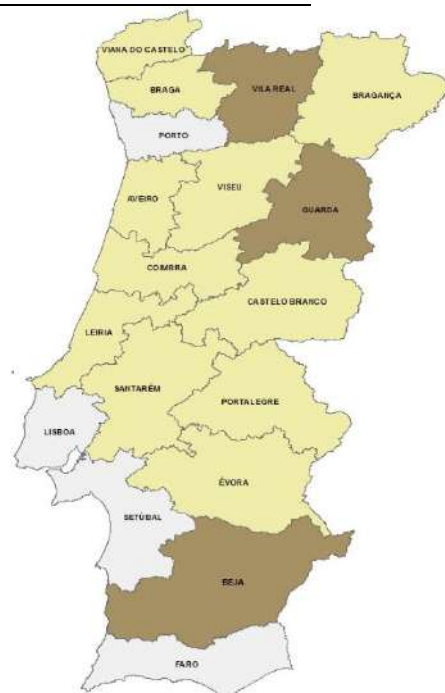 VIANA DO CASTELO
BRAGA
VILA REAL
BRAGANÇA
PORTO
AVEIRO
VISEU
GUARDA
COIMBRA
CASTELO BRANCO
LEIRIA
SANTARÉM
PORTALEGRE
LISBOA
ÉVORA
SETÚBAL
BEJA
FARO